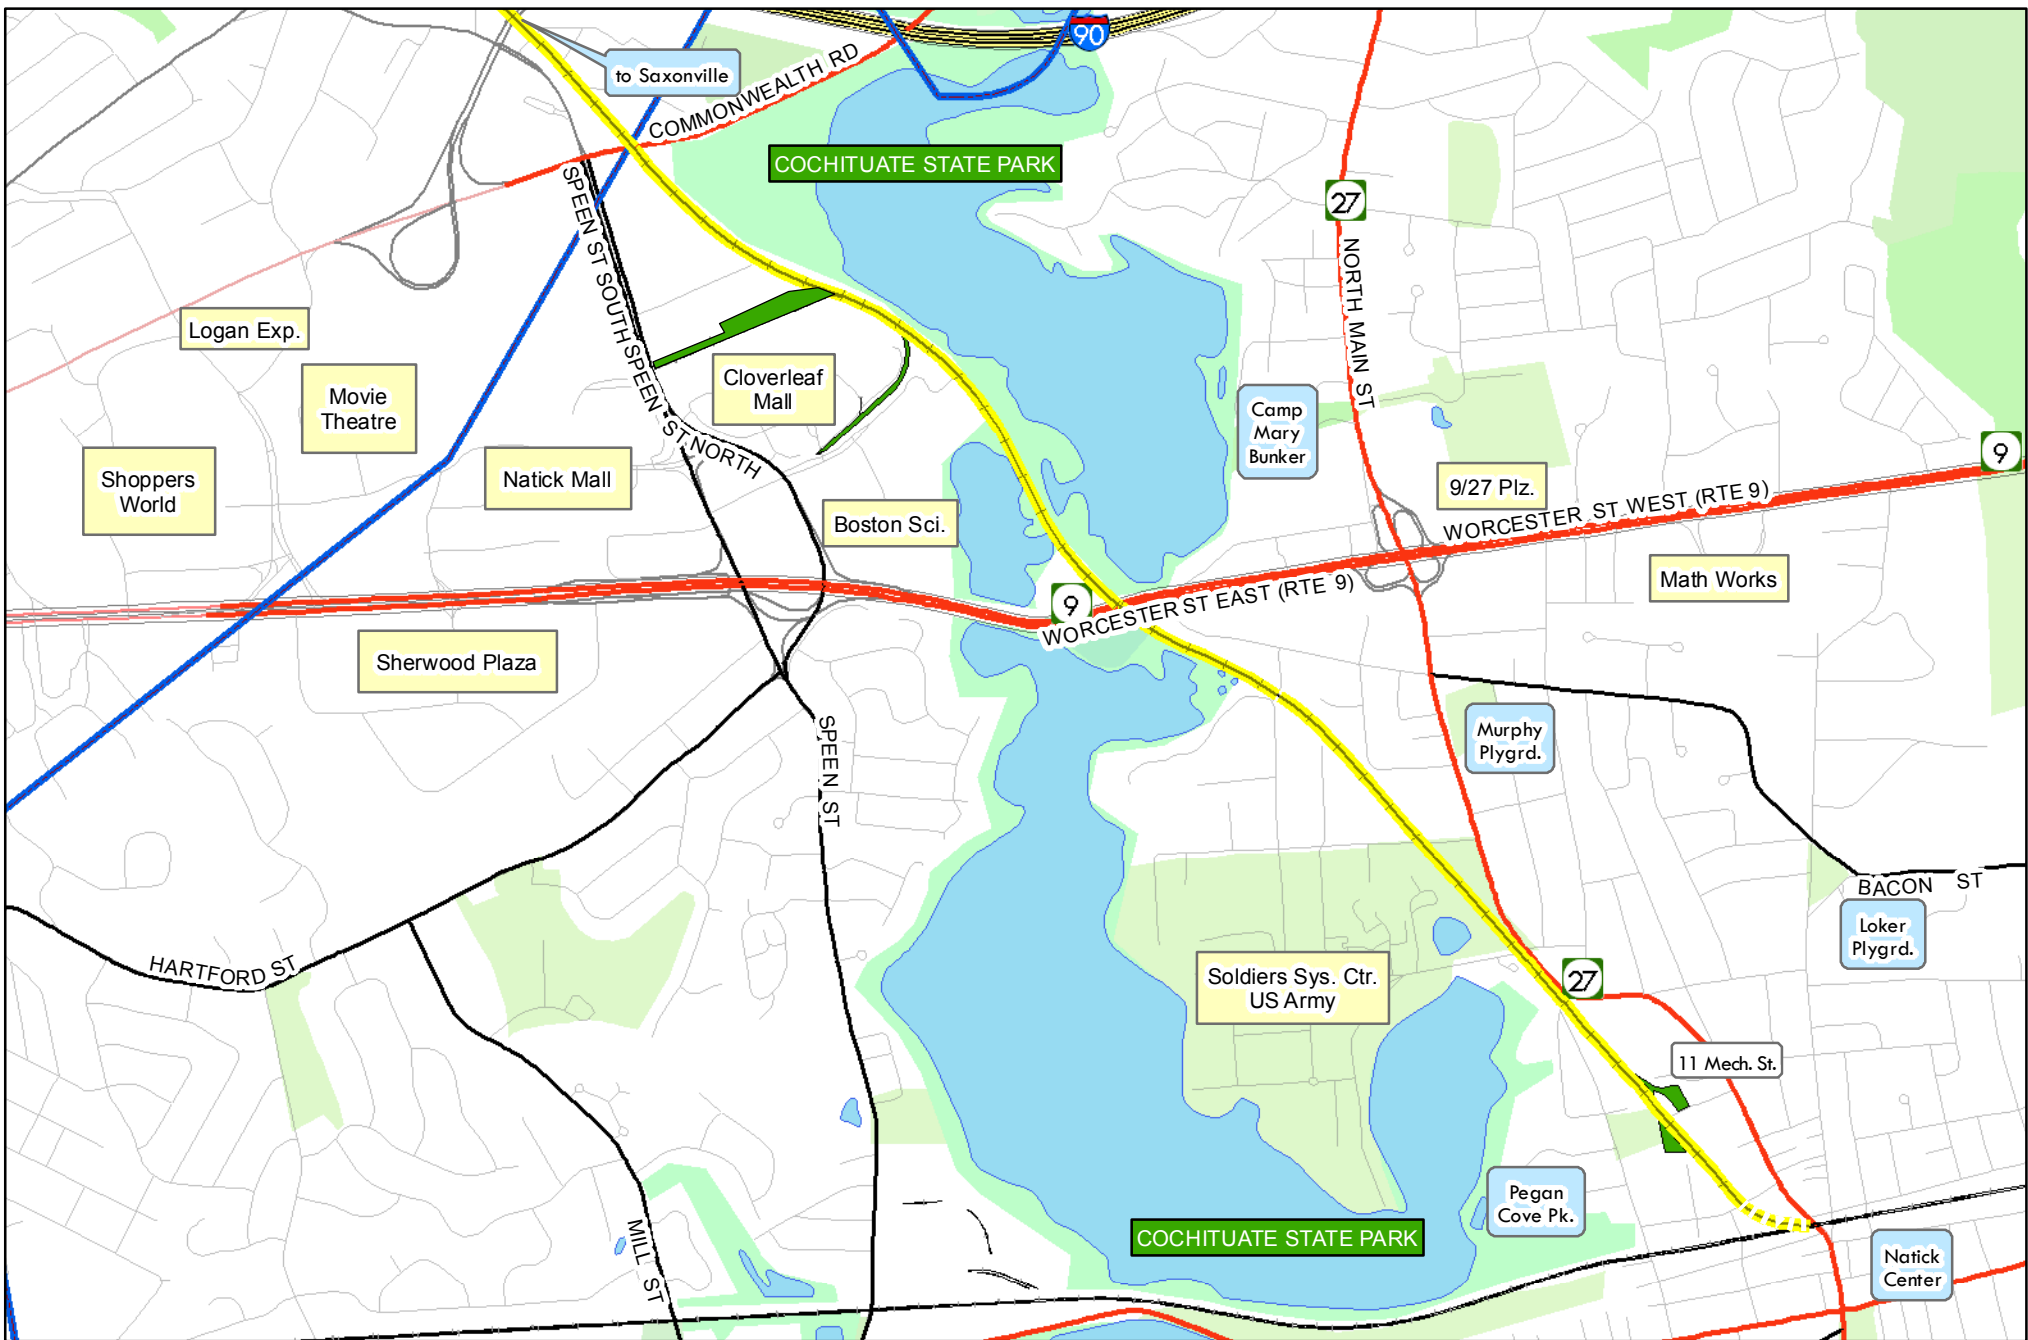 90
to Saxonville
COMMONWEALTH RD
COCHITUATE STATE PARK
27
SPEEN ST SOUTH
NORTH MAIN ST
Logan Exp.
Movie
Theatre
Cloverleaf
Mall
SPEEN ST NORTH
Camp
Mary
Bunker
Shoppers
World
Natick Mall
9
9/27 Plz.
Boston Sci.
WORCESTER ST WEST (RTE 9)
Math Works
9
WORCESTER ST EAST (RTE 9)
Sherwood Plaza
SPEEN ST
Murphy
Plygrd.
BACON ST
Loker
Plygrd.
HARTFORD ST
Soldiers Sys. Ctr.
US Army
27
11 Mech. St.
Pegan
Cove Pk.
MILL ST
COCHITUATE STATE PARK
Natick
Center